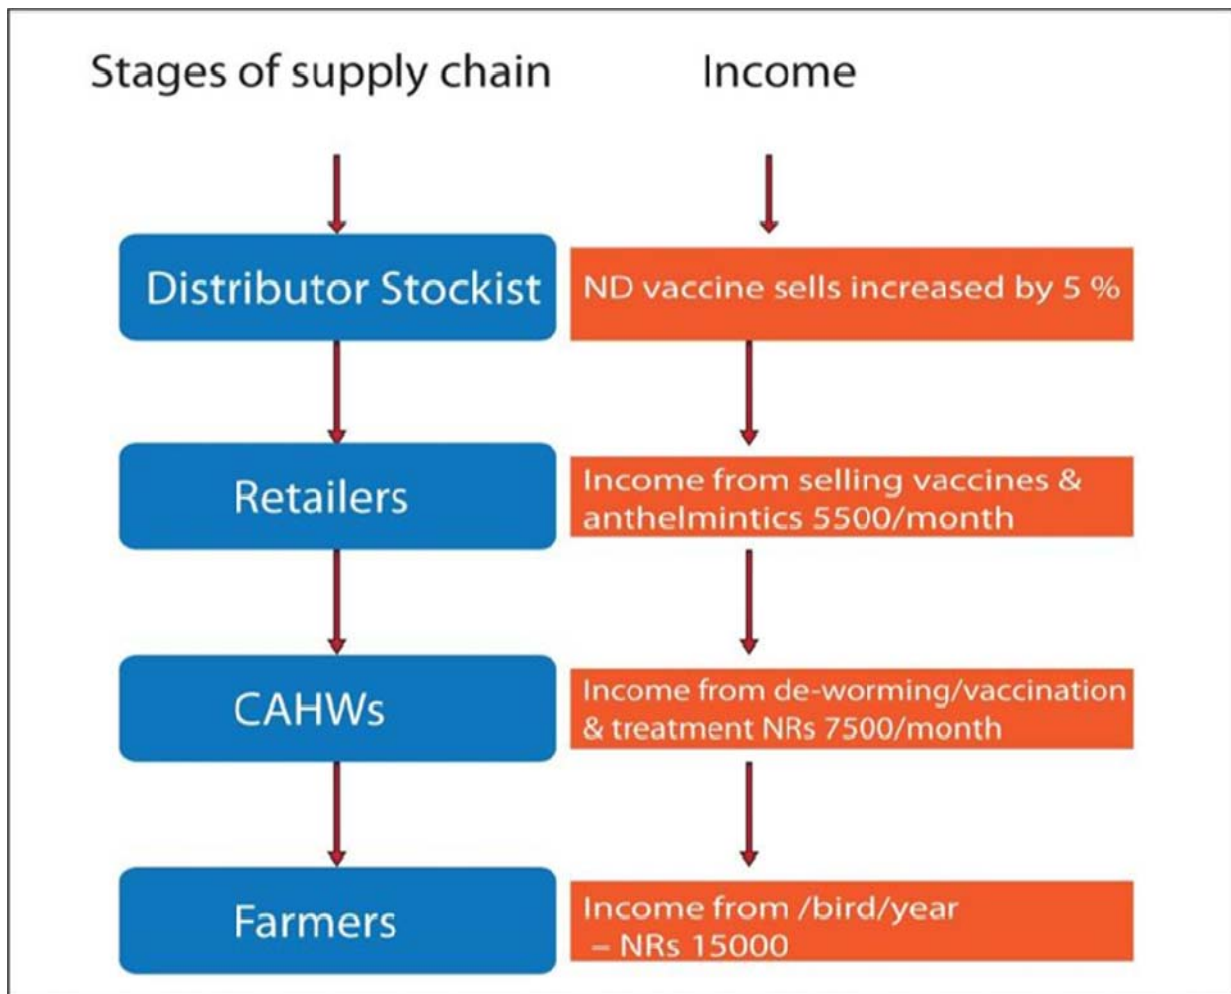 Stages of supply chain
Income
Distributor Stockist
ND vaccine sells increased by 5 %
Retailers
Income from selling vaccines &
anthelmintics 5500/month
CAHWs
Income from de-worming/vaccination
& treatment NRs 7500/month
Farmers
Income from /bird/year
– NRs 15000